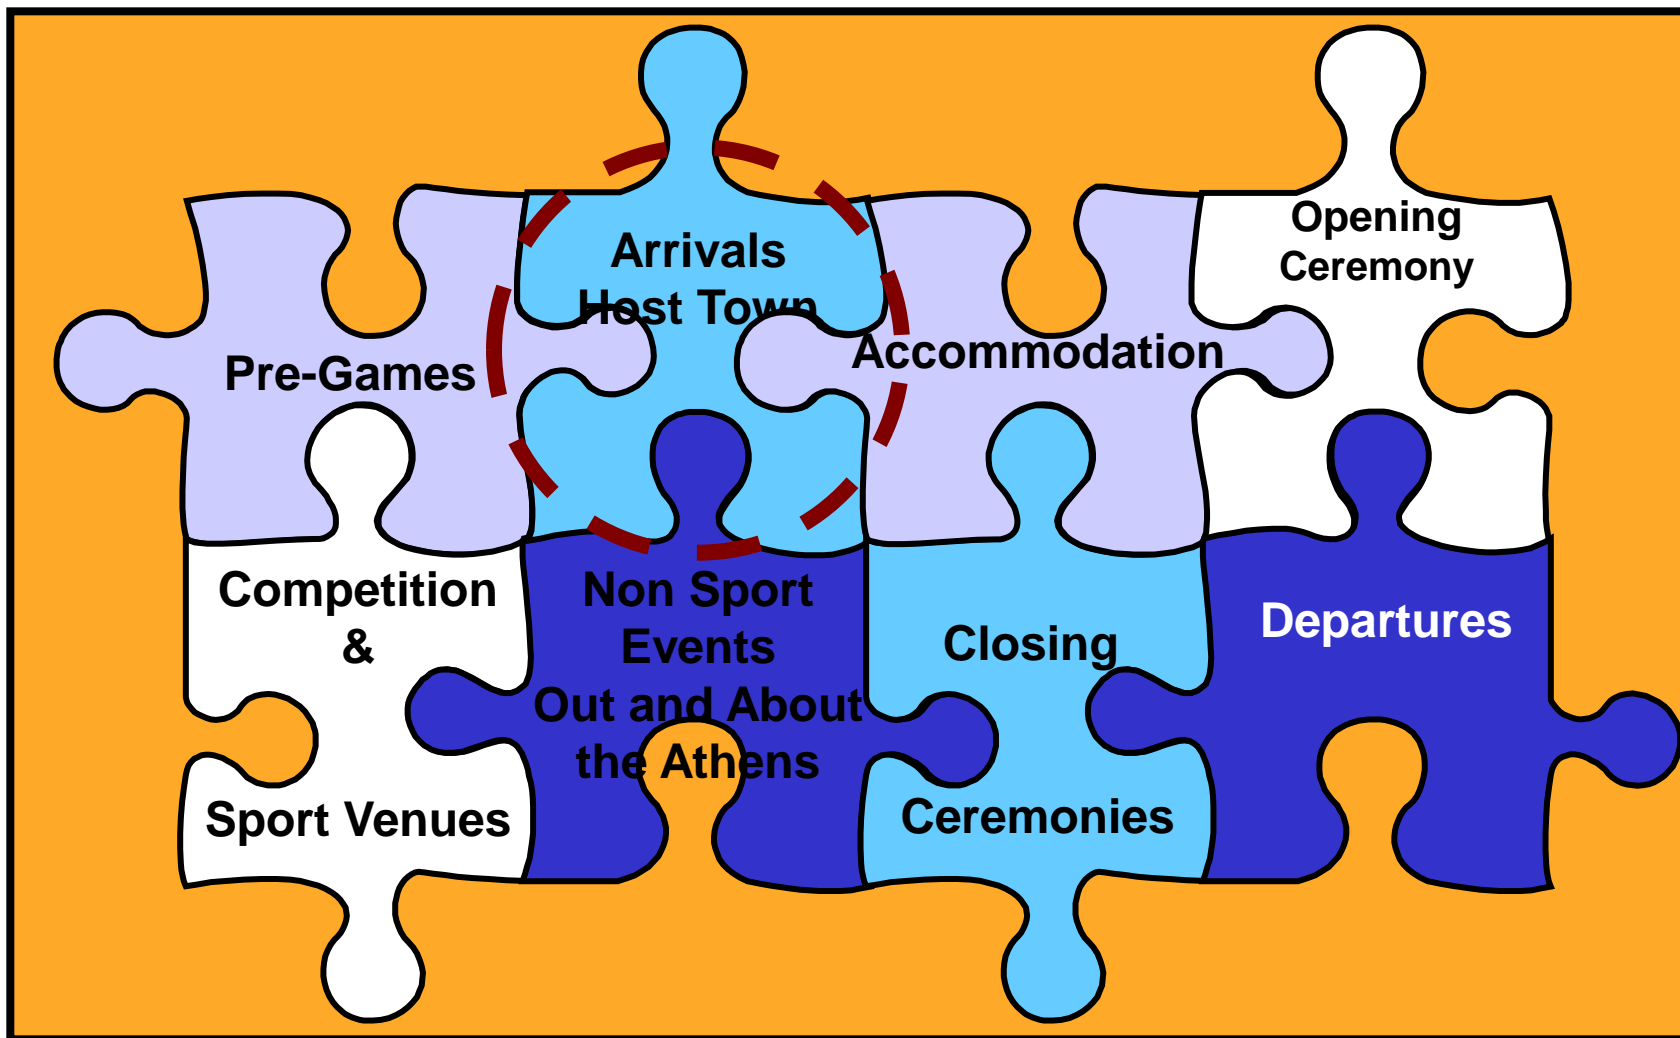 Pre-Games
Arrivals
Host Town
Accommodation
Opening
Ceremony
Competition
&
Sport Venues
Non Sport
Events
Out and About
the Athens
Closing
Ceremonies
Departures